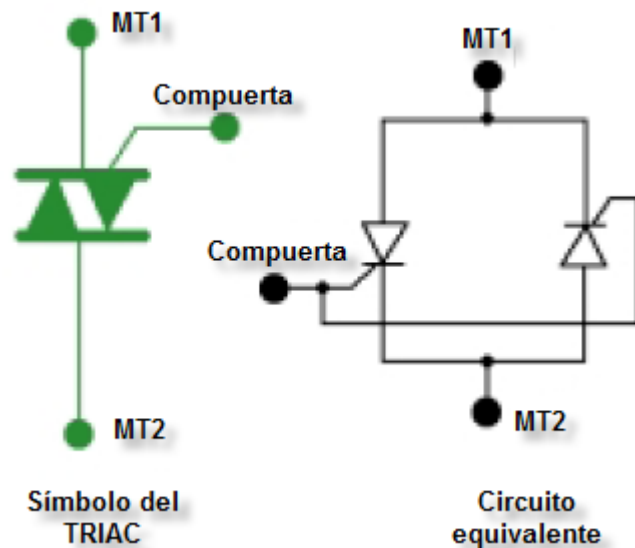 MT1
Compuerta
MT2
Símbolo del
TRIAC
MT1
Compuerta
MT2
Circuito
equivalente